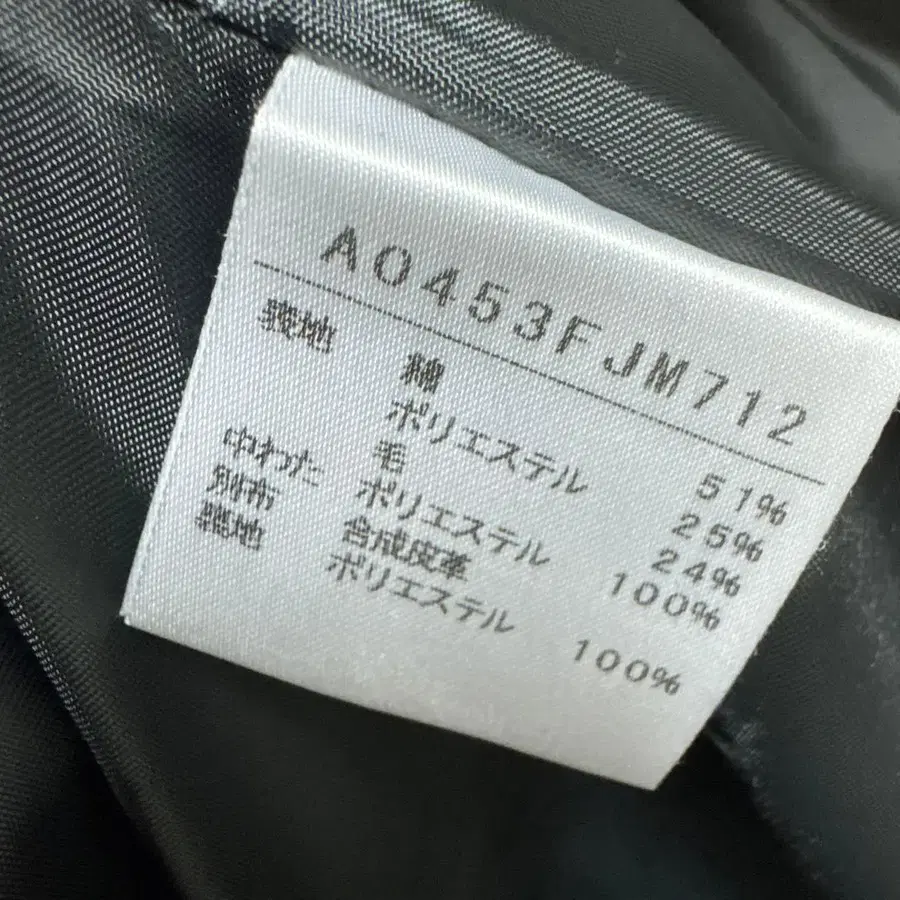 A0453FJM712
表地 綿 51%
ポリエステル 25%
毛 24%
中わた ポリエステル 100%
別布 合成皮革
裏地 ポリエステル 100%